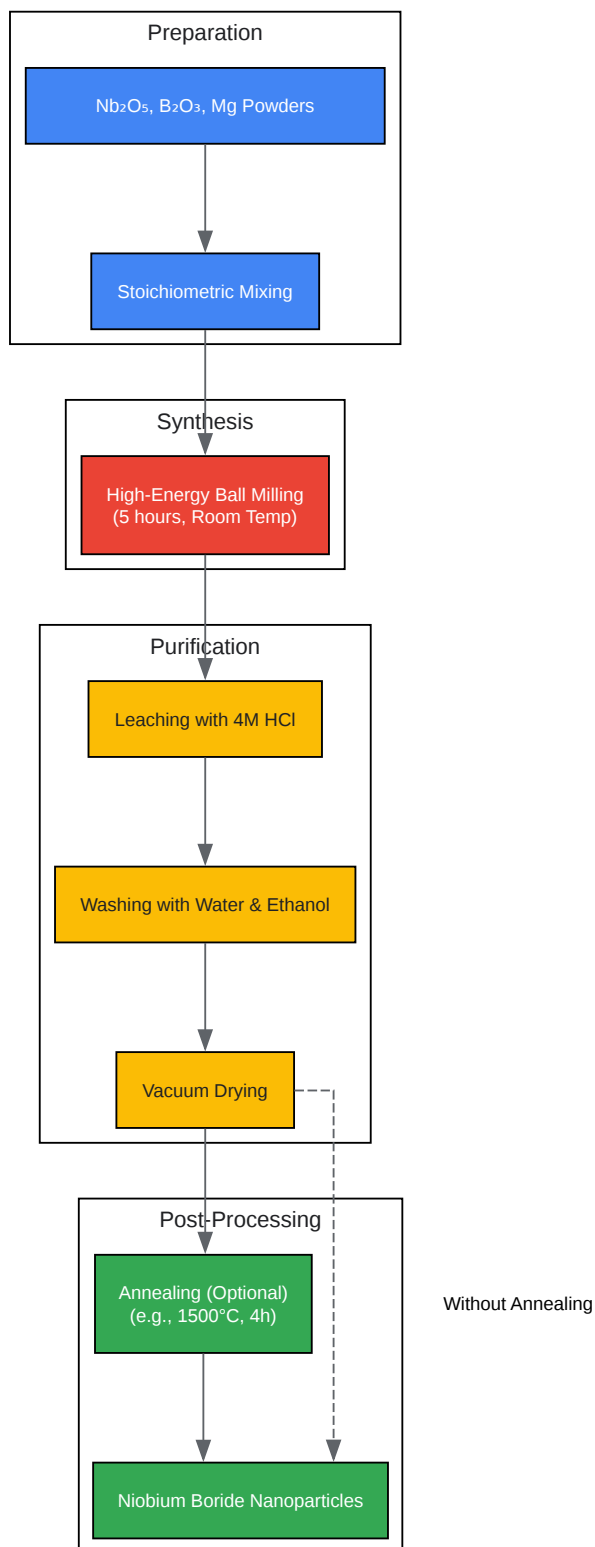 Preparation
Nb₂O₅, B₂O₃, Mg Powders
Stoichiometric Mixing
Synthesis
High-Energy Ball Milling
(5 hours, Room Temp)
Purification
Leaching with 4M HCl
Washing with Water & Ethanol
Vacuum Drying
Post-Processing
Annealing (Optional)
(e.g., 1500°C, 4h)
Without Annealing
Niobium Boride Nanoparticles